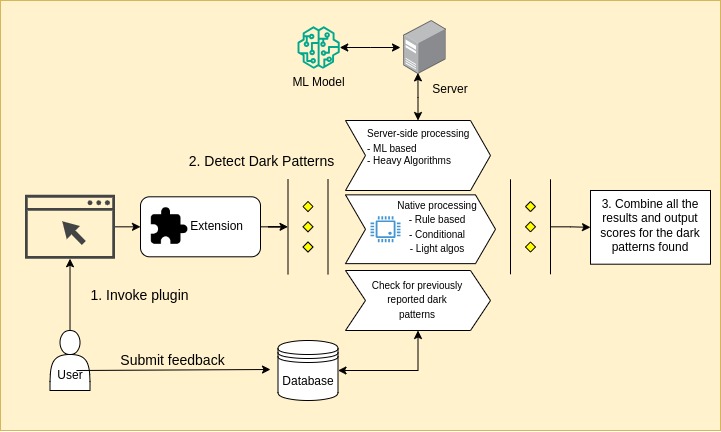 ML Model
Server
Server-side processing
- ML based
- Heavy Algorithms
2. Detect Dark Patterns
Extension
Native processing
- Rule based
- Conditional
- Light algos
3. Combine all the
results and output
scores for the dark
patterns found
1. Invoke plugin
Check for previously
reported dark
patterns
User
Submit feedback
Database